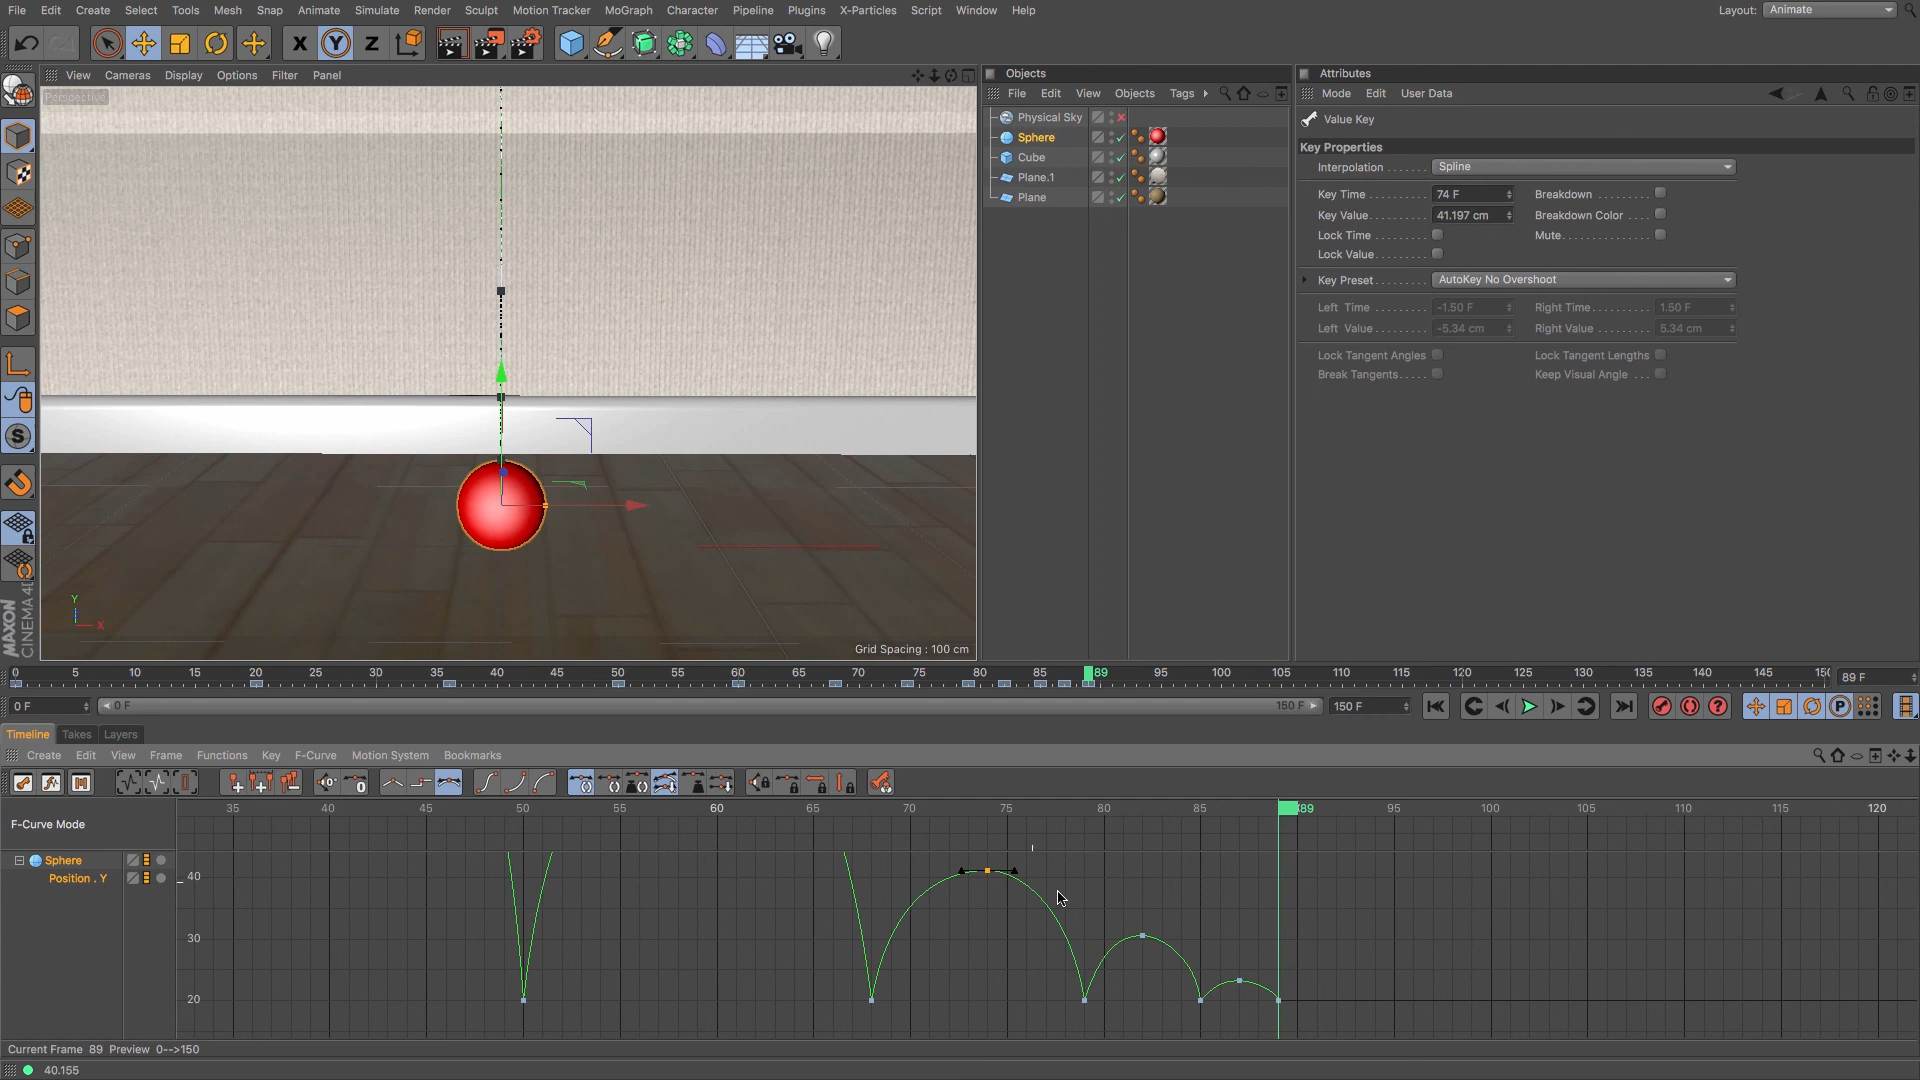 File Edit Create Select Tools Mesh Snap Animate Simulate Render Sculpt Motion Tracker MoGraph Character Pipeline Plugins X-Particles Script Window Help Layout: Animate
X Y Z
View Cameras Display Options Filter Panel
Perspective
Grid Spacing : 100 cm
Y
X
MAXON
CINEMA 4D
Objects
File Edit View Objects Tags
Physical Sky
Sphere
Cube
Plane.1
Plane
Attributes
Mode Edit User Data
Value Key
Key Properties
Interpolation . . . . . . Spline
Key Time . . . . . . . . 74 F Breakdown . . . . . . . . .
Key Value. . . . . . . . 41.197 cm Breakdown Color . . . .
Lock Time . . . . . . . . Mute. . . . . . . . . . . . . .
Lock Value. . . . . . . .
Key Preset. . . . . . . . AutoKey No Overshoot
Left Time . . . . . . . . -1.50 F Right Time. . . . . . . . . . 1.50 F
Left Value . . . . . . . . -5.34 cm Right Value . . . . . . . . . 5.34 cm
Lock Tangent Angles Lock Tangent Lengths
Break Tangents. . . . . Keep Visual Angle . . .
0 5 10 15 20 25 30 35 40 45 50 55 60 65 70 75 80 85 89 95 100 105 110 115 120 125 130 135 140 145 89 F
0 F 0 F 150 F 150 F
Timeline Takes Layers
Create Edit View Frame Functions Key F-Curve Motion System Bookmarks
35 40 45 50 55 60 65 70 75 80 85 89 95 100 105 110 115 120
F-Curve Mode
Sphere
Position . Y
40
30
20
Current Frame 89 Preview 0-->150
40.155